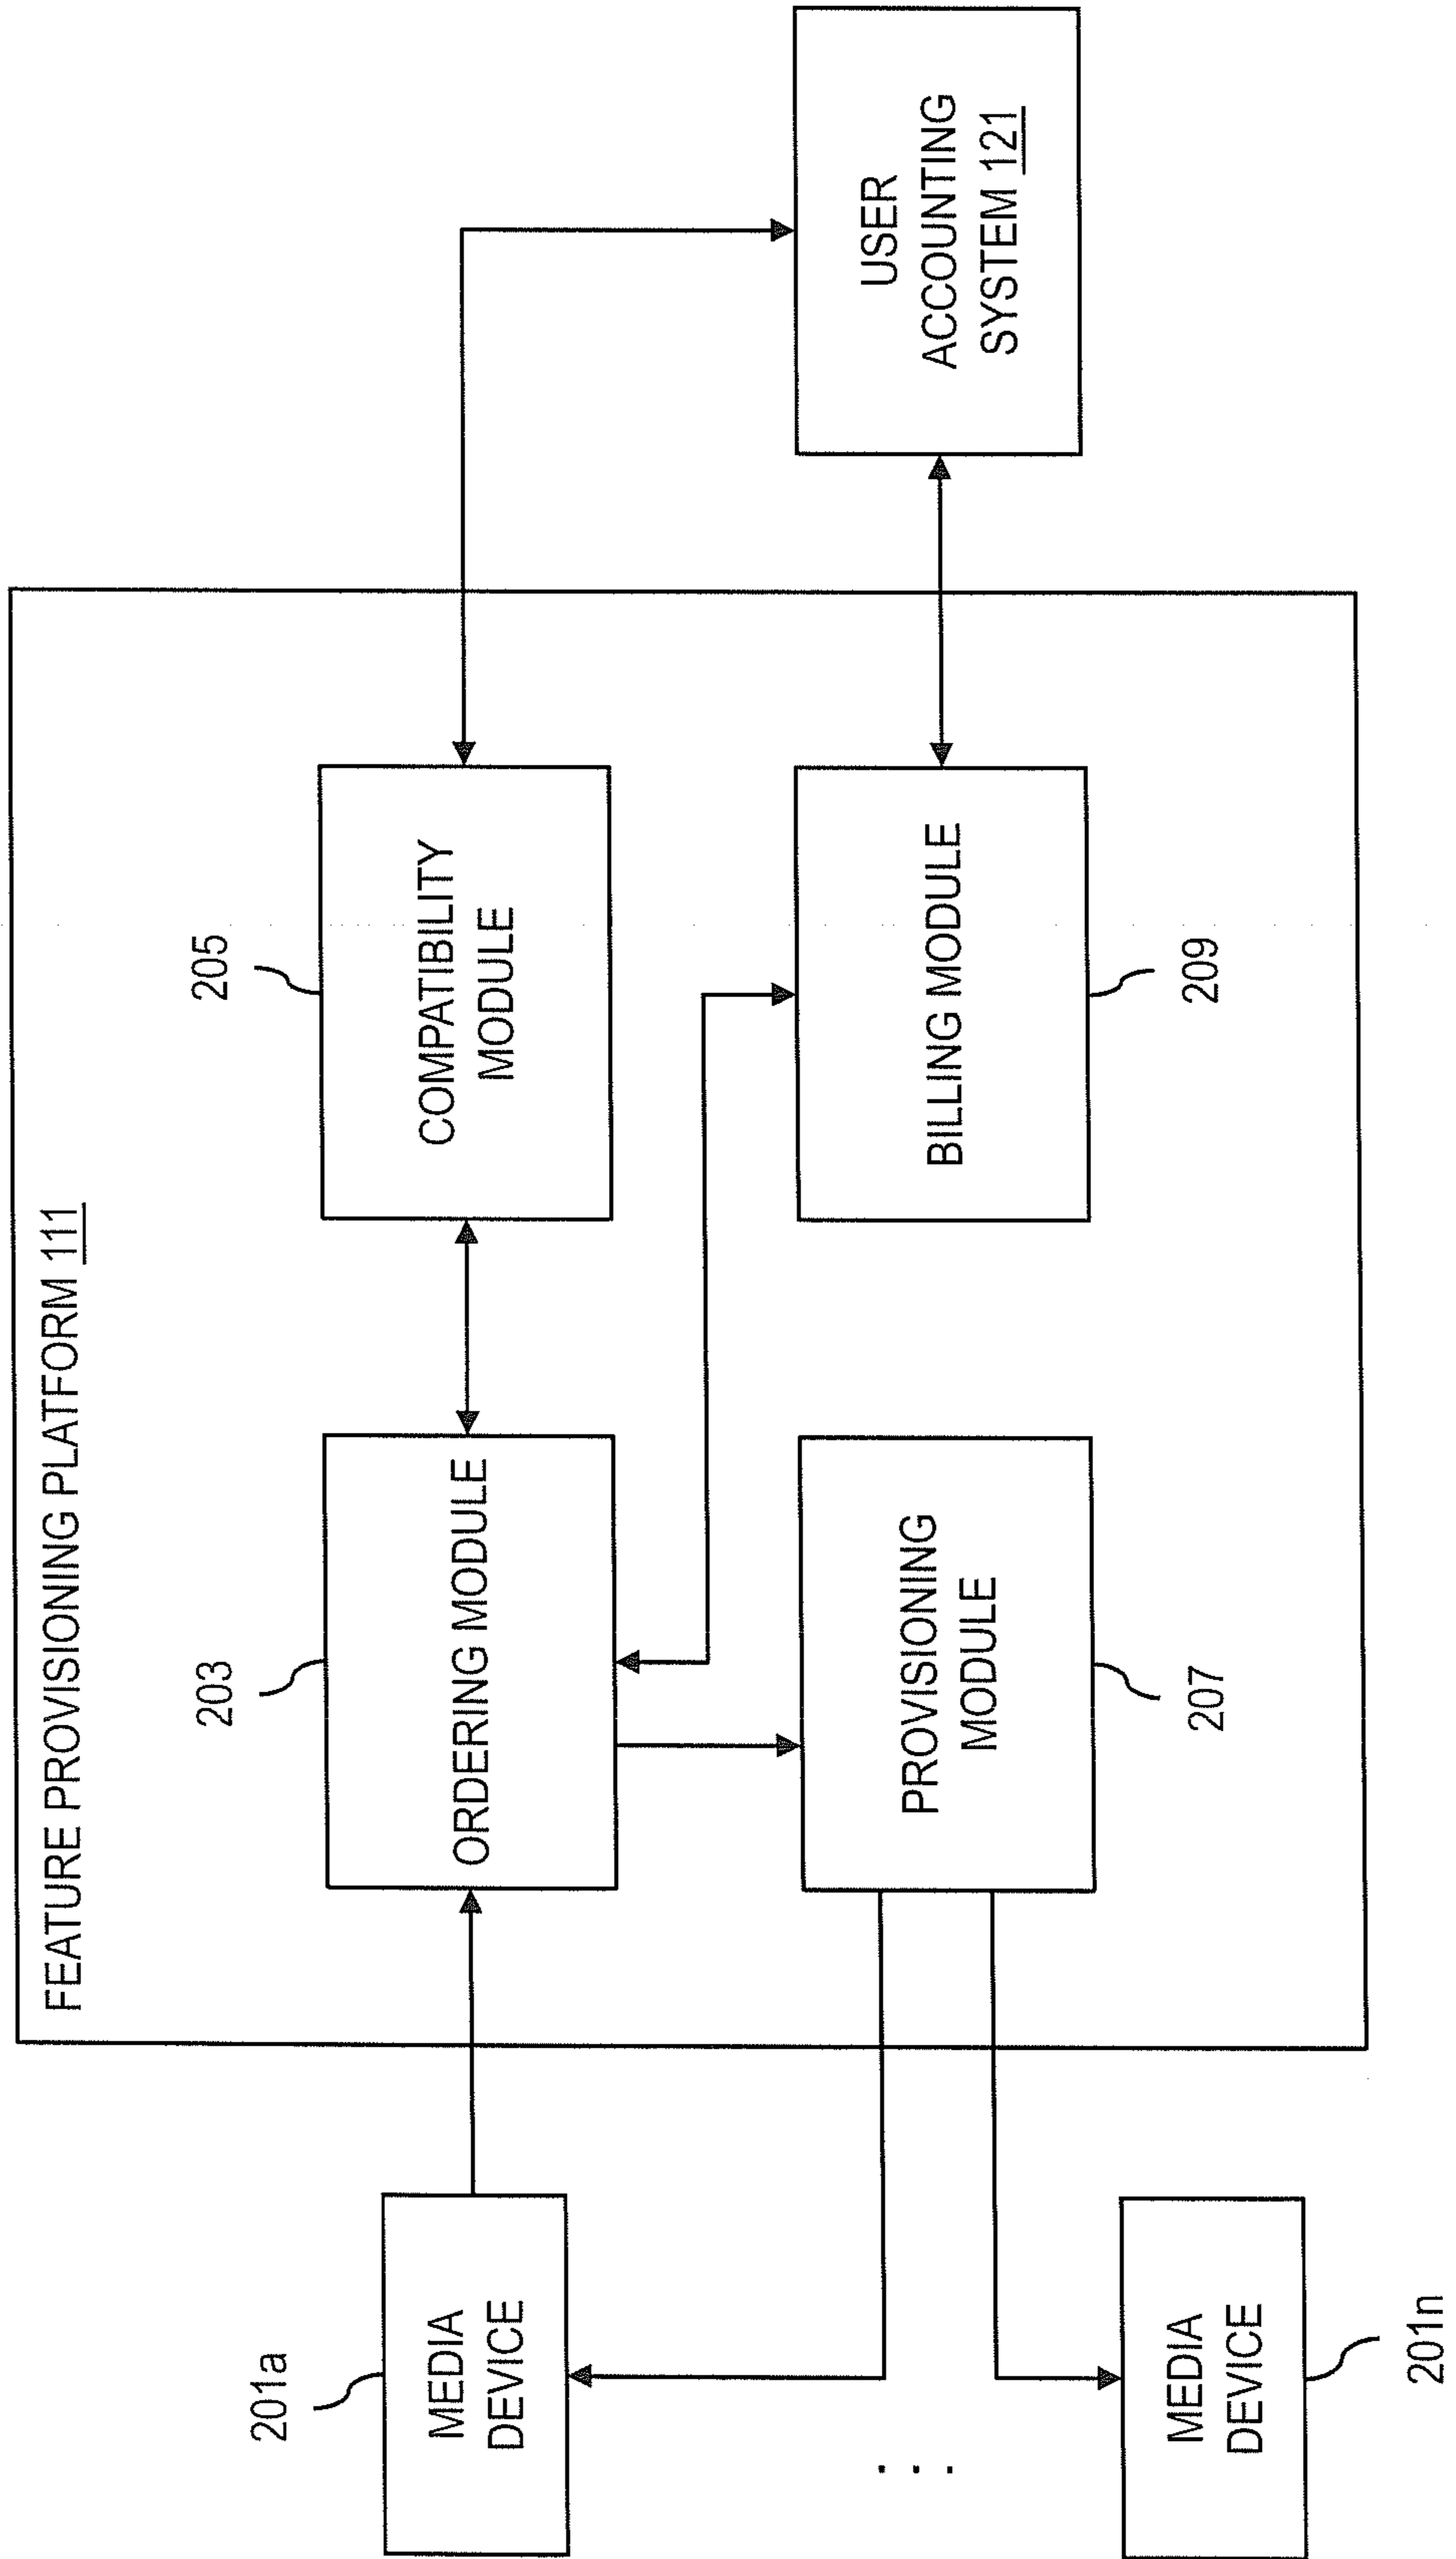 FEATURE PROVISIONING PLATFORM 111
201a
MEDIA
DEVICE
203
ORDERING MODULE
205
COMPATIBILITY
MODULE
USER
ACCOUNTING
SYSTEM 121
PROVISIONING
MODULE
207
BILLING MODULE
209
. . .
MEDIA
DEVICE
201n